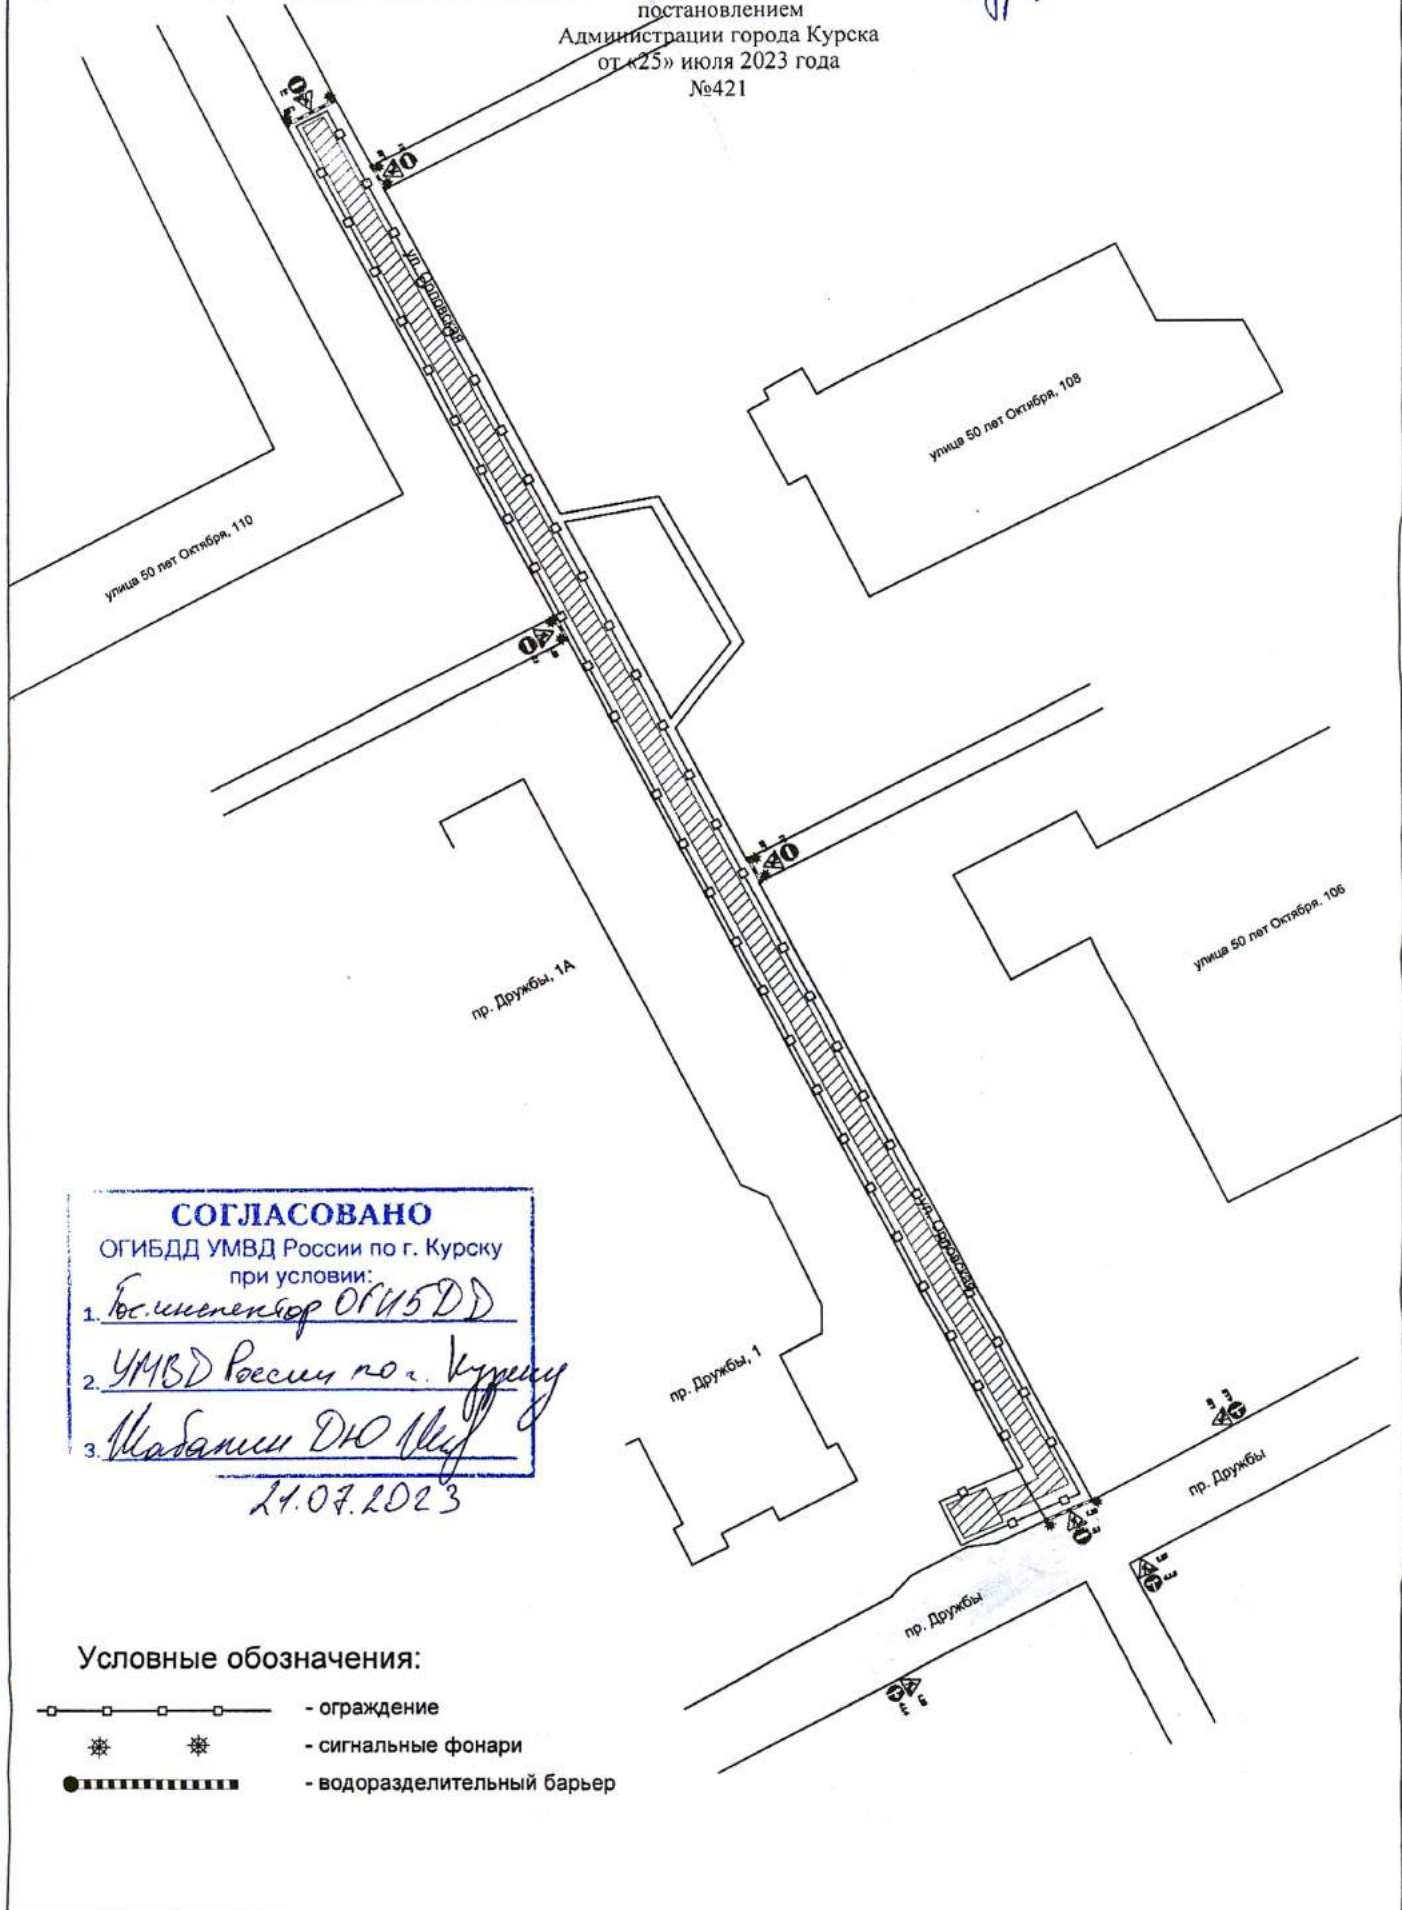 постановлением
Администрации города Курска
от «25» июля 2023 года
№421
ул. Орловская
улица 50 лет Октября, 108
улица 50 лет Октября, 110
улица 50 лет Октября, 106
пр. Дружбы, 1А
СОГЛАСОВАНО
ОГИБДД УМВД России по г. Курску
при условии:
1. Гос.инспектор ОГИБДД
2. УМВД России по г. Курску
3. Шабанин ДЮ
21.07.2023
ул. Орловская
пр. Дружбы, 1
пр. Дружбы
пр. Дружбы
Условные обозначения:
- ограждение
- сигнальные фонари
- водоразделительный барьер